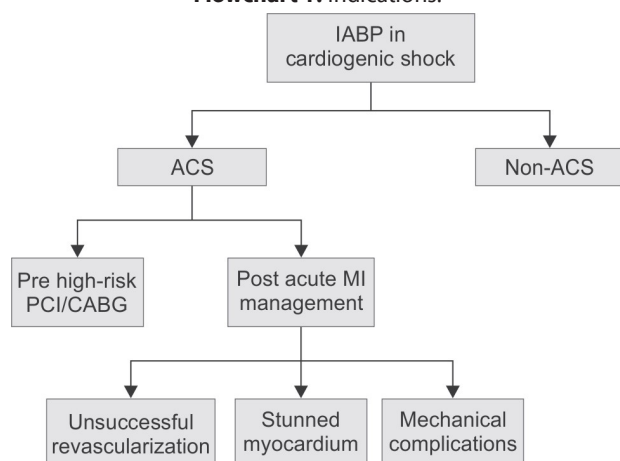 Flowchart 1: Indications.
IABP in
cardiogenic shock
ACS
Non-ACS
Pre high-risk
PCI/CABG
Post acute MI
management
Unsuccessful
revascularization
Stunned
myocardium
Mechanical
complications